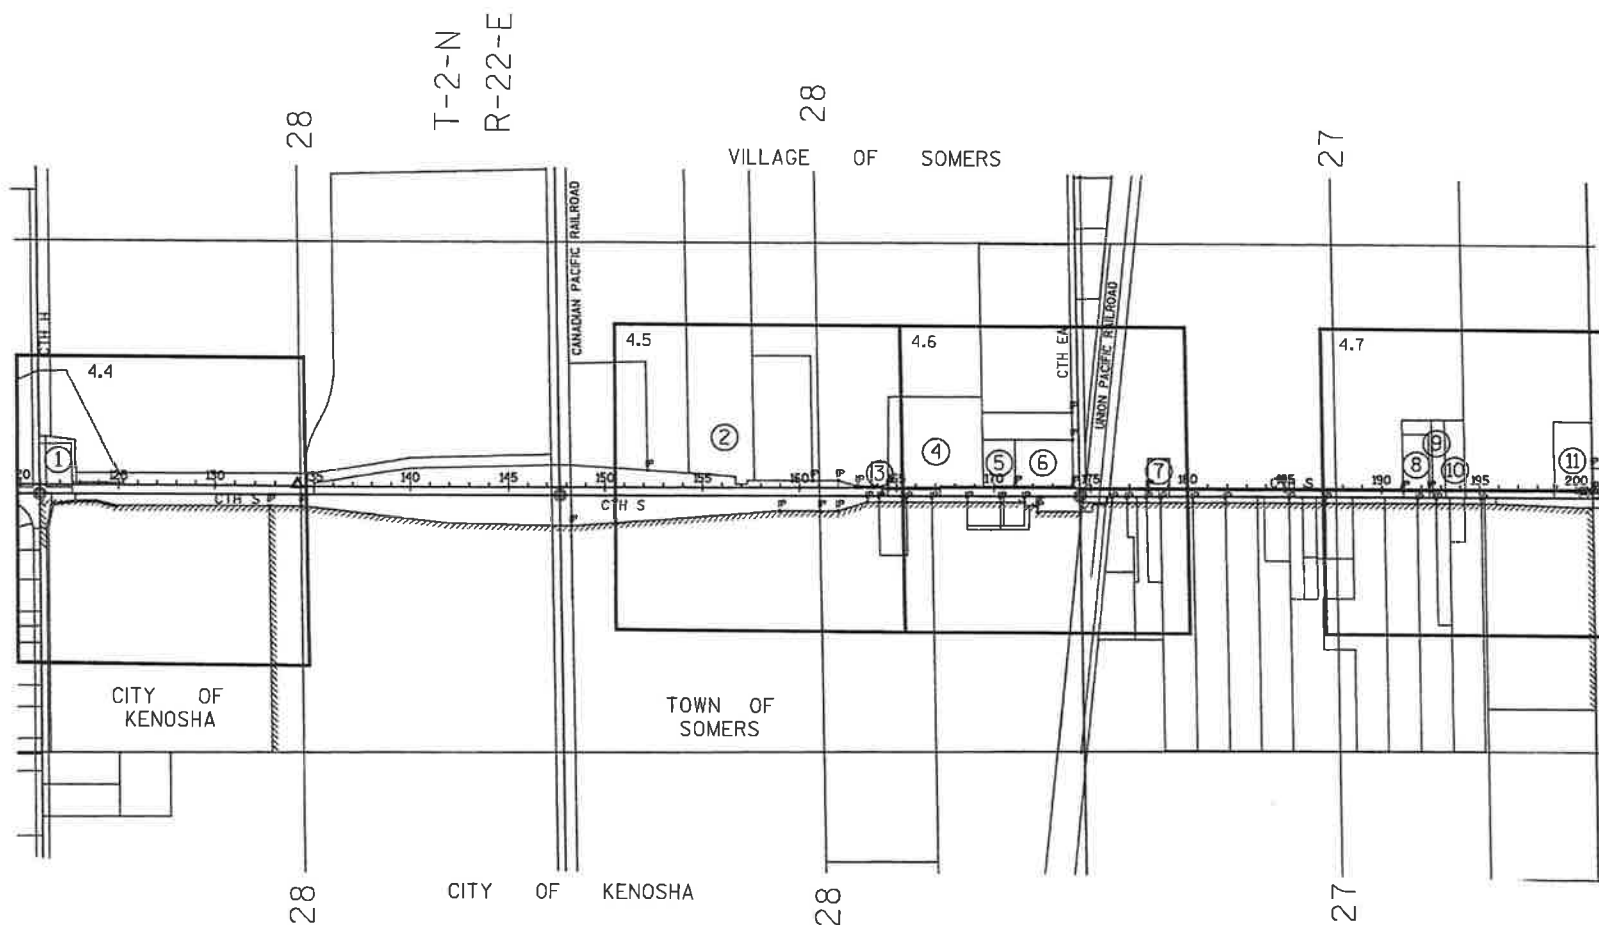 T-2-N
R-22-E
28
28
27
VILLAGE OF SOMERS
CTH H
CANADIAN PACIFIC RAILROAD
CTH EA
UNION PACIFIC RAILROAD
4.4
4.5
4.6
4.7
1
2
13
4
5
6
7
8
9
10
11
20 125 130 135 140 145 150 155 160 165 170 175 180 185 190 195 200
CTH S
CTH S
CITY OF
KENOSHA
TOWN OF
SOMERS
CITY OF KENOSHA
28
28
27